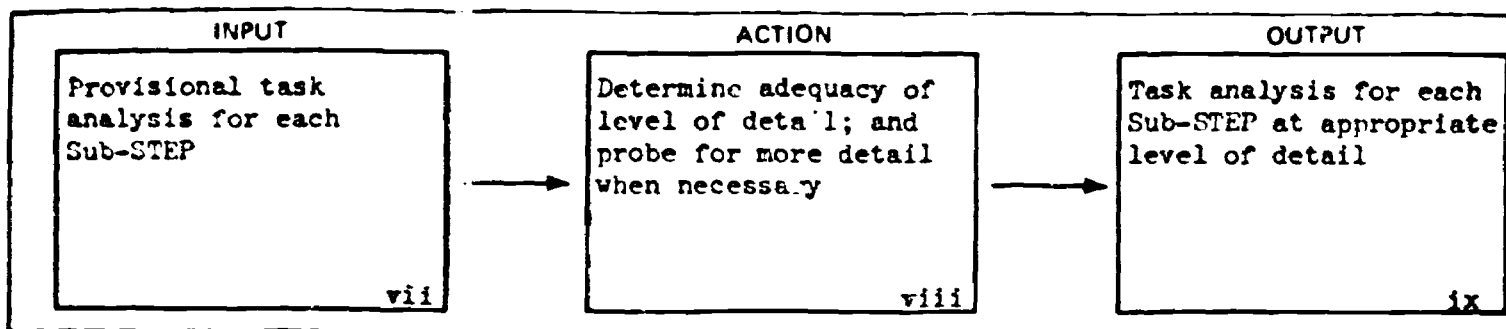 INPUT
Provisional task
analysis for each
Sub-STEP
vii
ACTION
Determine adequacy of
level of detail; and
probe for more detail
when necessary
viii
OUTPUT
Task analysis for each
Sub-STEP at appropriate
level of detail
ix